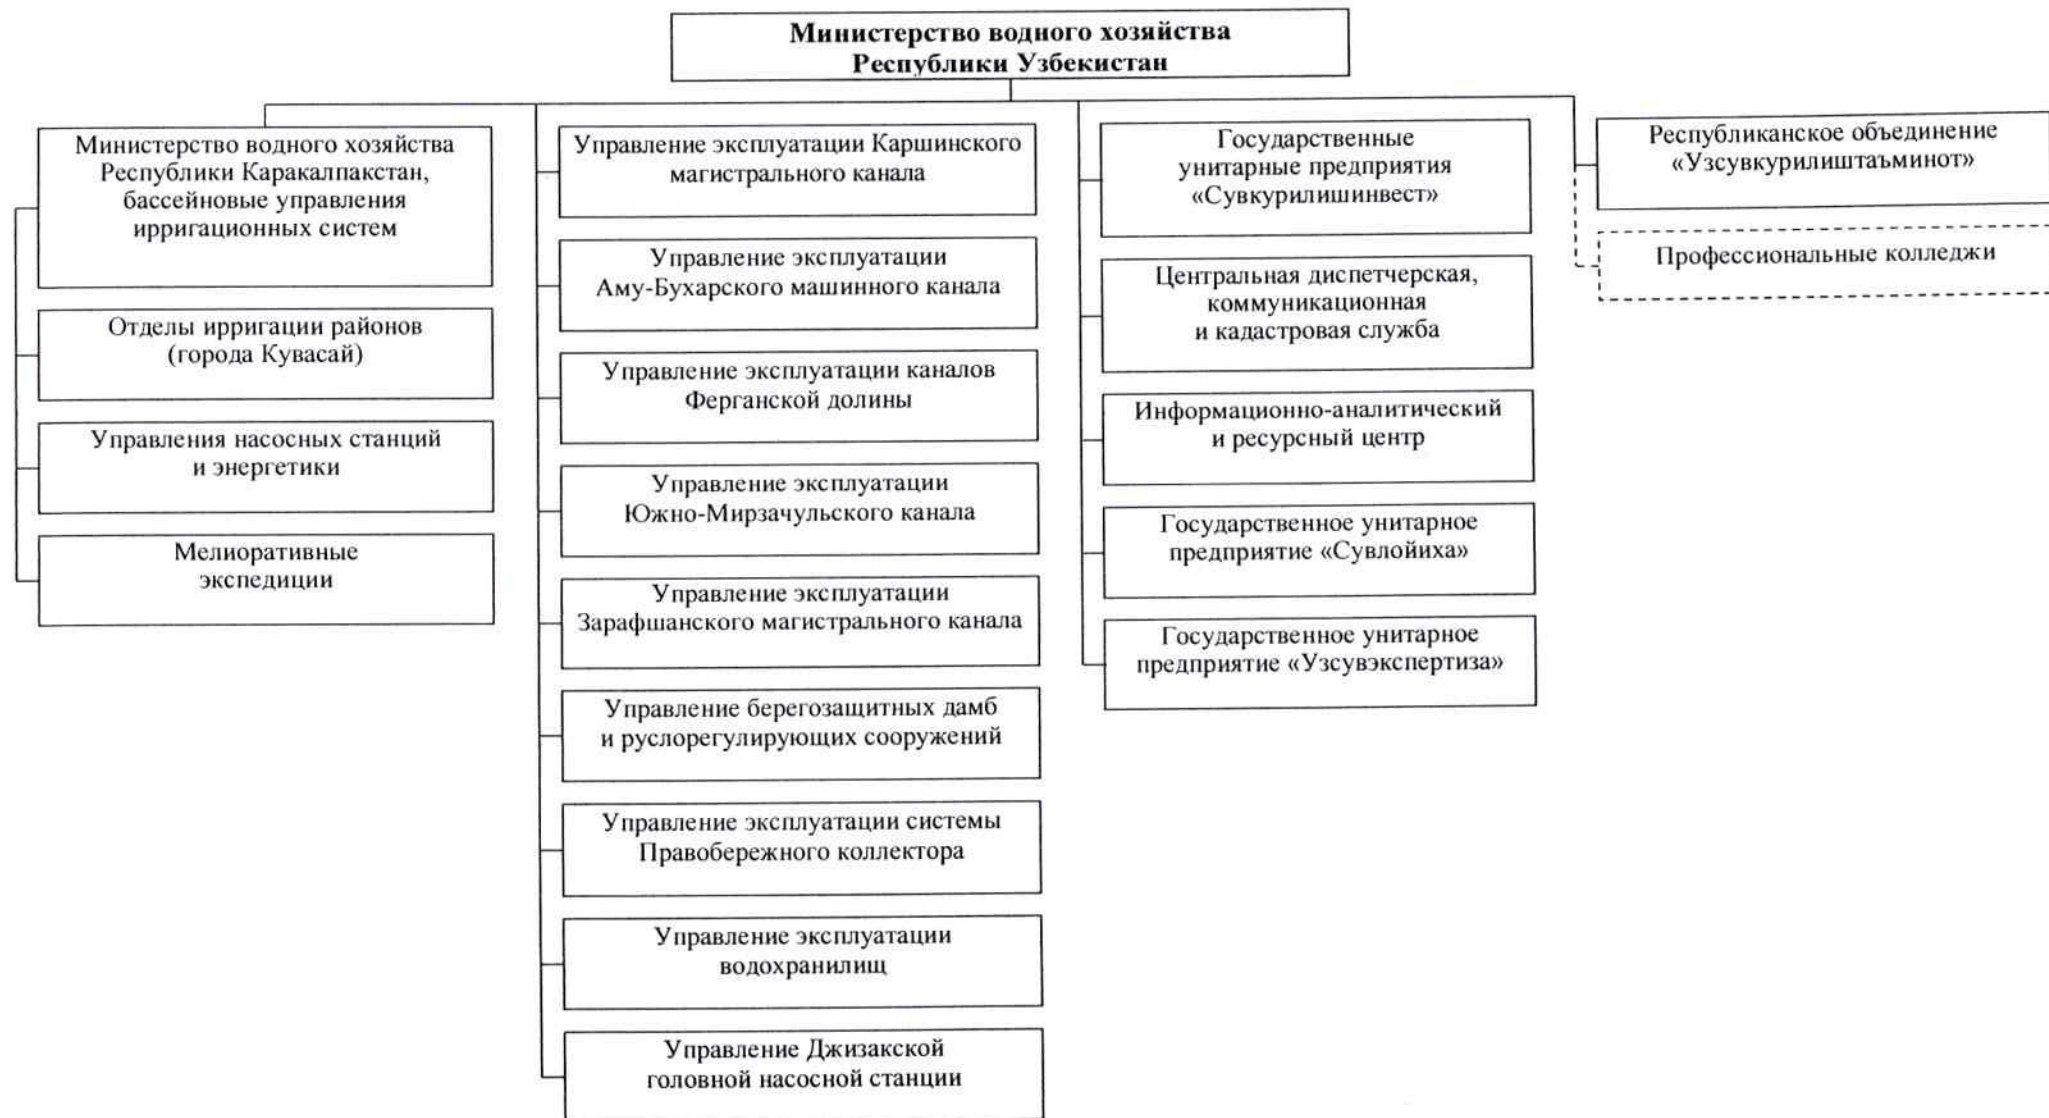 Министерство водного хозяйства
Республики Узбекистан
Министерство водного хозяйства
Республики Каракалпакстан,
бассейновые управления
ирригационных систем
Отделы ирригации районов
(города Кувасай)
Управления насосных станций
и энергетики
Мелиоративные
экспедиции
Управление эксплуатации Каршинского
магистрального канала
Управление эксплуатации
Аму-Бухарского машинного канала
Управление эксплуатации каналов
Ферганской долины
Управление эксплуатации
Южно-Мирзачульского канала
Управление эксплуатации
Зарафшанского магистрального канала
Управление берегозащитных дамб
и руслорегулирующих сооружений
Управление эксплуатации системы
Правобережного коллектора
Управление эксплуатации
водохранилищ
Управление Джизакской
головной насосной станции
Государственные
унитарные предприятия
«Сувкурилишинвест»
Центральная диспетчерская,
коммуникационная
и кадастровая служба
Информационно-аналитический
и ресурсный центр
Государственное унитарное
предприятие «Сувлойиха»
Государственное унитарное
предприятие «Узсувэкспертиза»
Республиканское объединение
«Узсувкурилиштаъминот»
Профессиональные колледжи